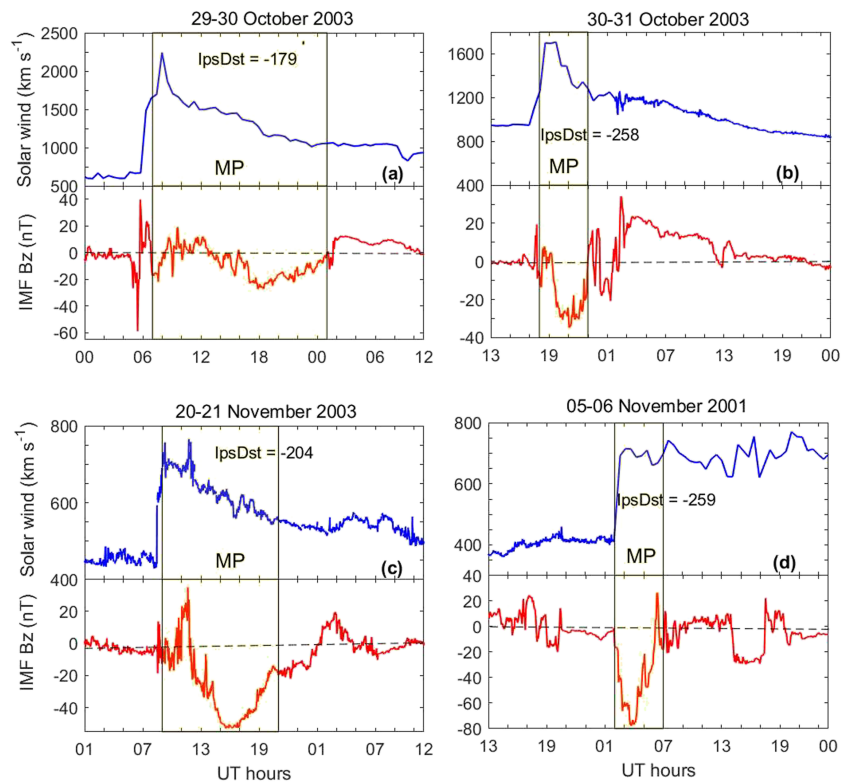 29-30 October 2003
Solar wind (km s⁻¹)
2500
2000
1500
1000
500
IpsDst = -179
MP
(a)
IMF Bz (nT)
40
20
0
-20
-40
-60
00 06 12 18 00 06 12
30-31 October 2003
1600
1200
800
400
IpsDst = -258
MP
(b)
40
20
0
-20
-40
13 19 01 07 13 19 00
20-21 November 2003
Solar wind (km s⁻¹)
800
600
400
IpsDst = -204
MP
(c)
IMF Bz (nT)
20
0
-20
-40
01 07 13 19 01 07 12
UT hours
05-06 November 2001
800
600
400
IpsDst = -259
MP
(d)
40
20
0
-20
-40
-60
-80
13 19 01 07 13 19 00
UT hours